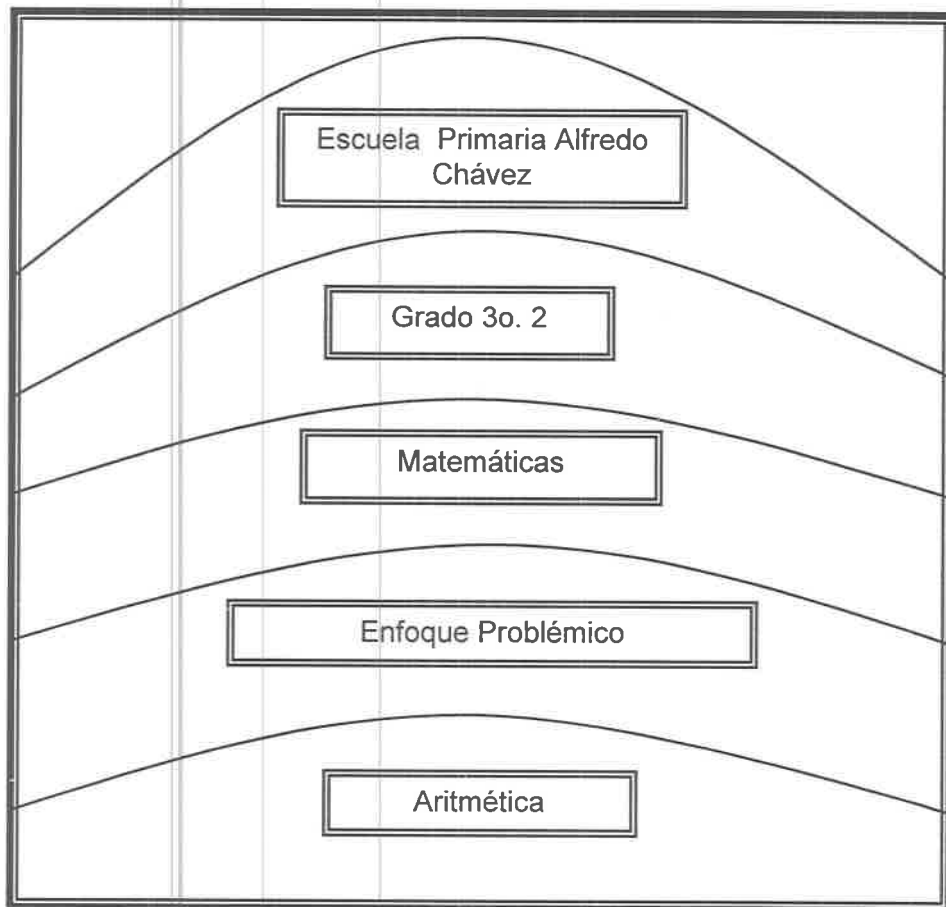 Escuela Primaria Alfredo
Chávez
Grado 3o. 2
Matemáticas
Enfoque Problémico
Aritmética